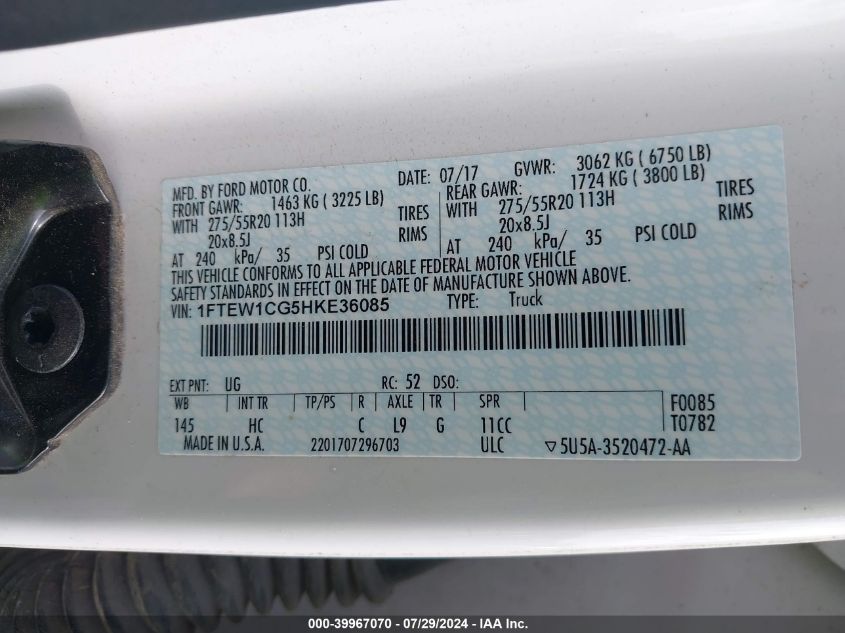 MFD. BY FORD MOTOR CO. DATE: 07/17 GVWR: 3062 KG ( 6750 LB)
FRONT GAWR: 1463 KG ( 3225 LB) REAR GAWR: 1724 KG ( 3800 LB)
WITH 275/55R20 113H TIRES WITH 275/55R20 113H TIRES
20x8.5J RIMS 20x8.5J RIMS
AT 240 kPa/ 35 PSI COLD AT 240 kPa/ 35 PSI COLD
THIS VEHICLE CONFORMS TO ALL APPLICABLE FEDERAL MOTOR VEHICLE
SAFETY STANDARDS IN EFFECT ON THE DATE OF MANUFACTURE SHOWN ABOVE.
VIN: 1FTEW1CG5HKE36085 TYPE: Truck
EXT PNT: UG RC: 52 DSO:
WB INT TR TP/PS R AXLE TR SPR F0085
145 HC C L9 G 11CC T0782
MADE IN U.S.A. 2201707296703 ULC ▽5U5A-3520472-AA
000-39967070 - 07/29/2024 - IAA Inc.